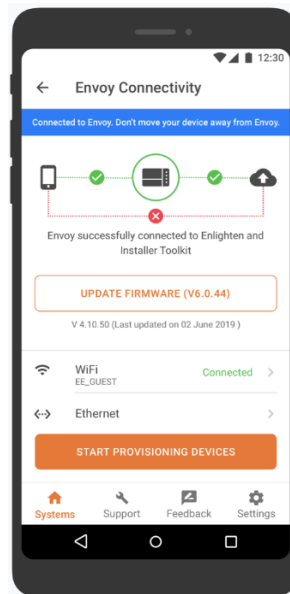 12:30
Envoy Connectivity
Connected to Envoy. Don't move your device away from Envoy.
Envoy successfully connected to Enlighten and
Installer Toolkit
UPDATE FIRMWARE (V6.0.44)
V 4.10.50 (Last updated on 02 June 2019 )
WiFi
EE_GUEST
Connected
Ethernet
START PROVISIONING DEVICES
Systems
Support
Feedback
Settings